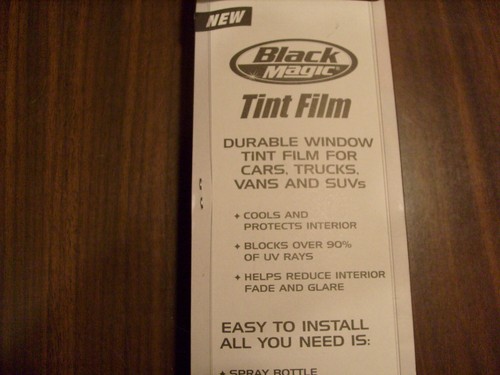 NEW
Black
Magic
Tint Film
DURABLE WINDOW
TINT FILM FOR
CARS, TRUCKS,
VANS AND SUVs
+ COOLS AND
PROTECTS INTERIOR
+ BLOCKS OVER 90%
OF UV RAYS
+ HELPS REDUCE INTERIOR
FADE AND GLARE
EASY TO INSTALL
ALL YOU NEED IS:
+ SPRAY BOTTLE